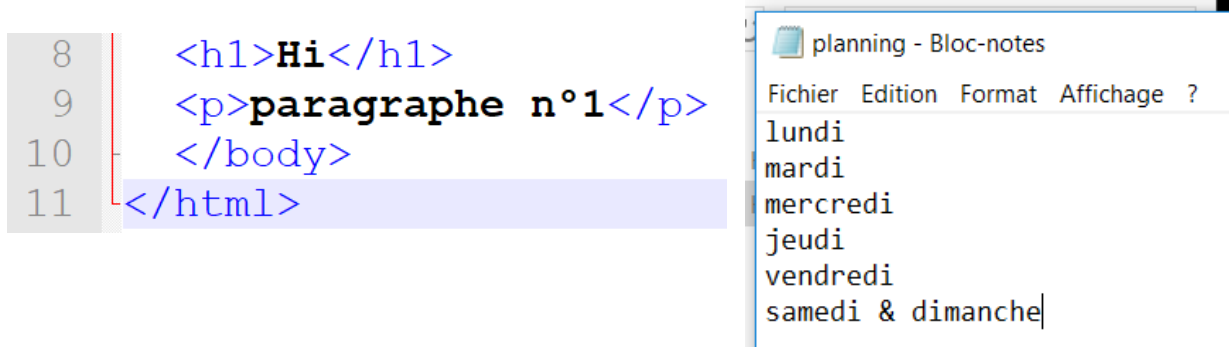 8 <h1>Hi</h1>
9 <p>paragraphe n°1</p>
10 </body>
11 </html>
planning - Bloc-notes
Fichier Edition Format Affichage ?
lundi
mardi
mercredi
jeudi
vendredi
samedi & dimanche